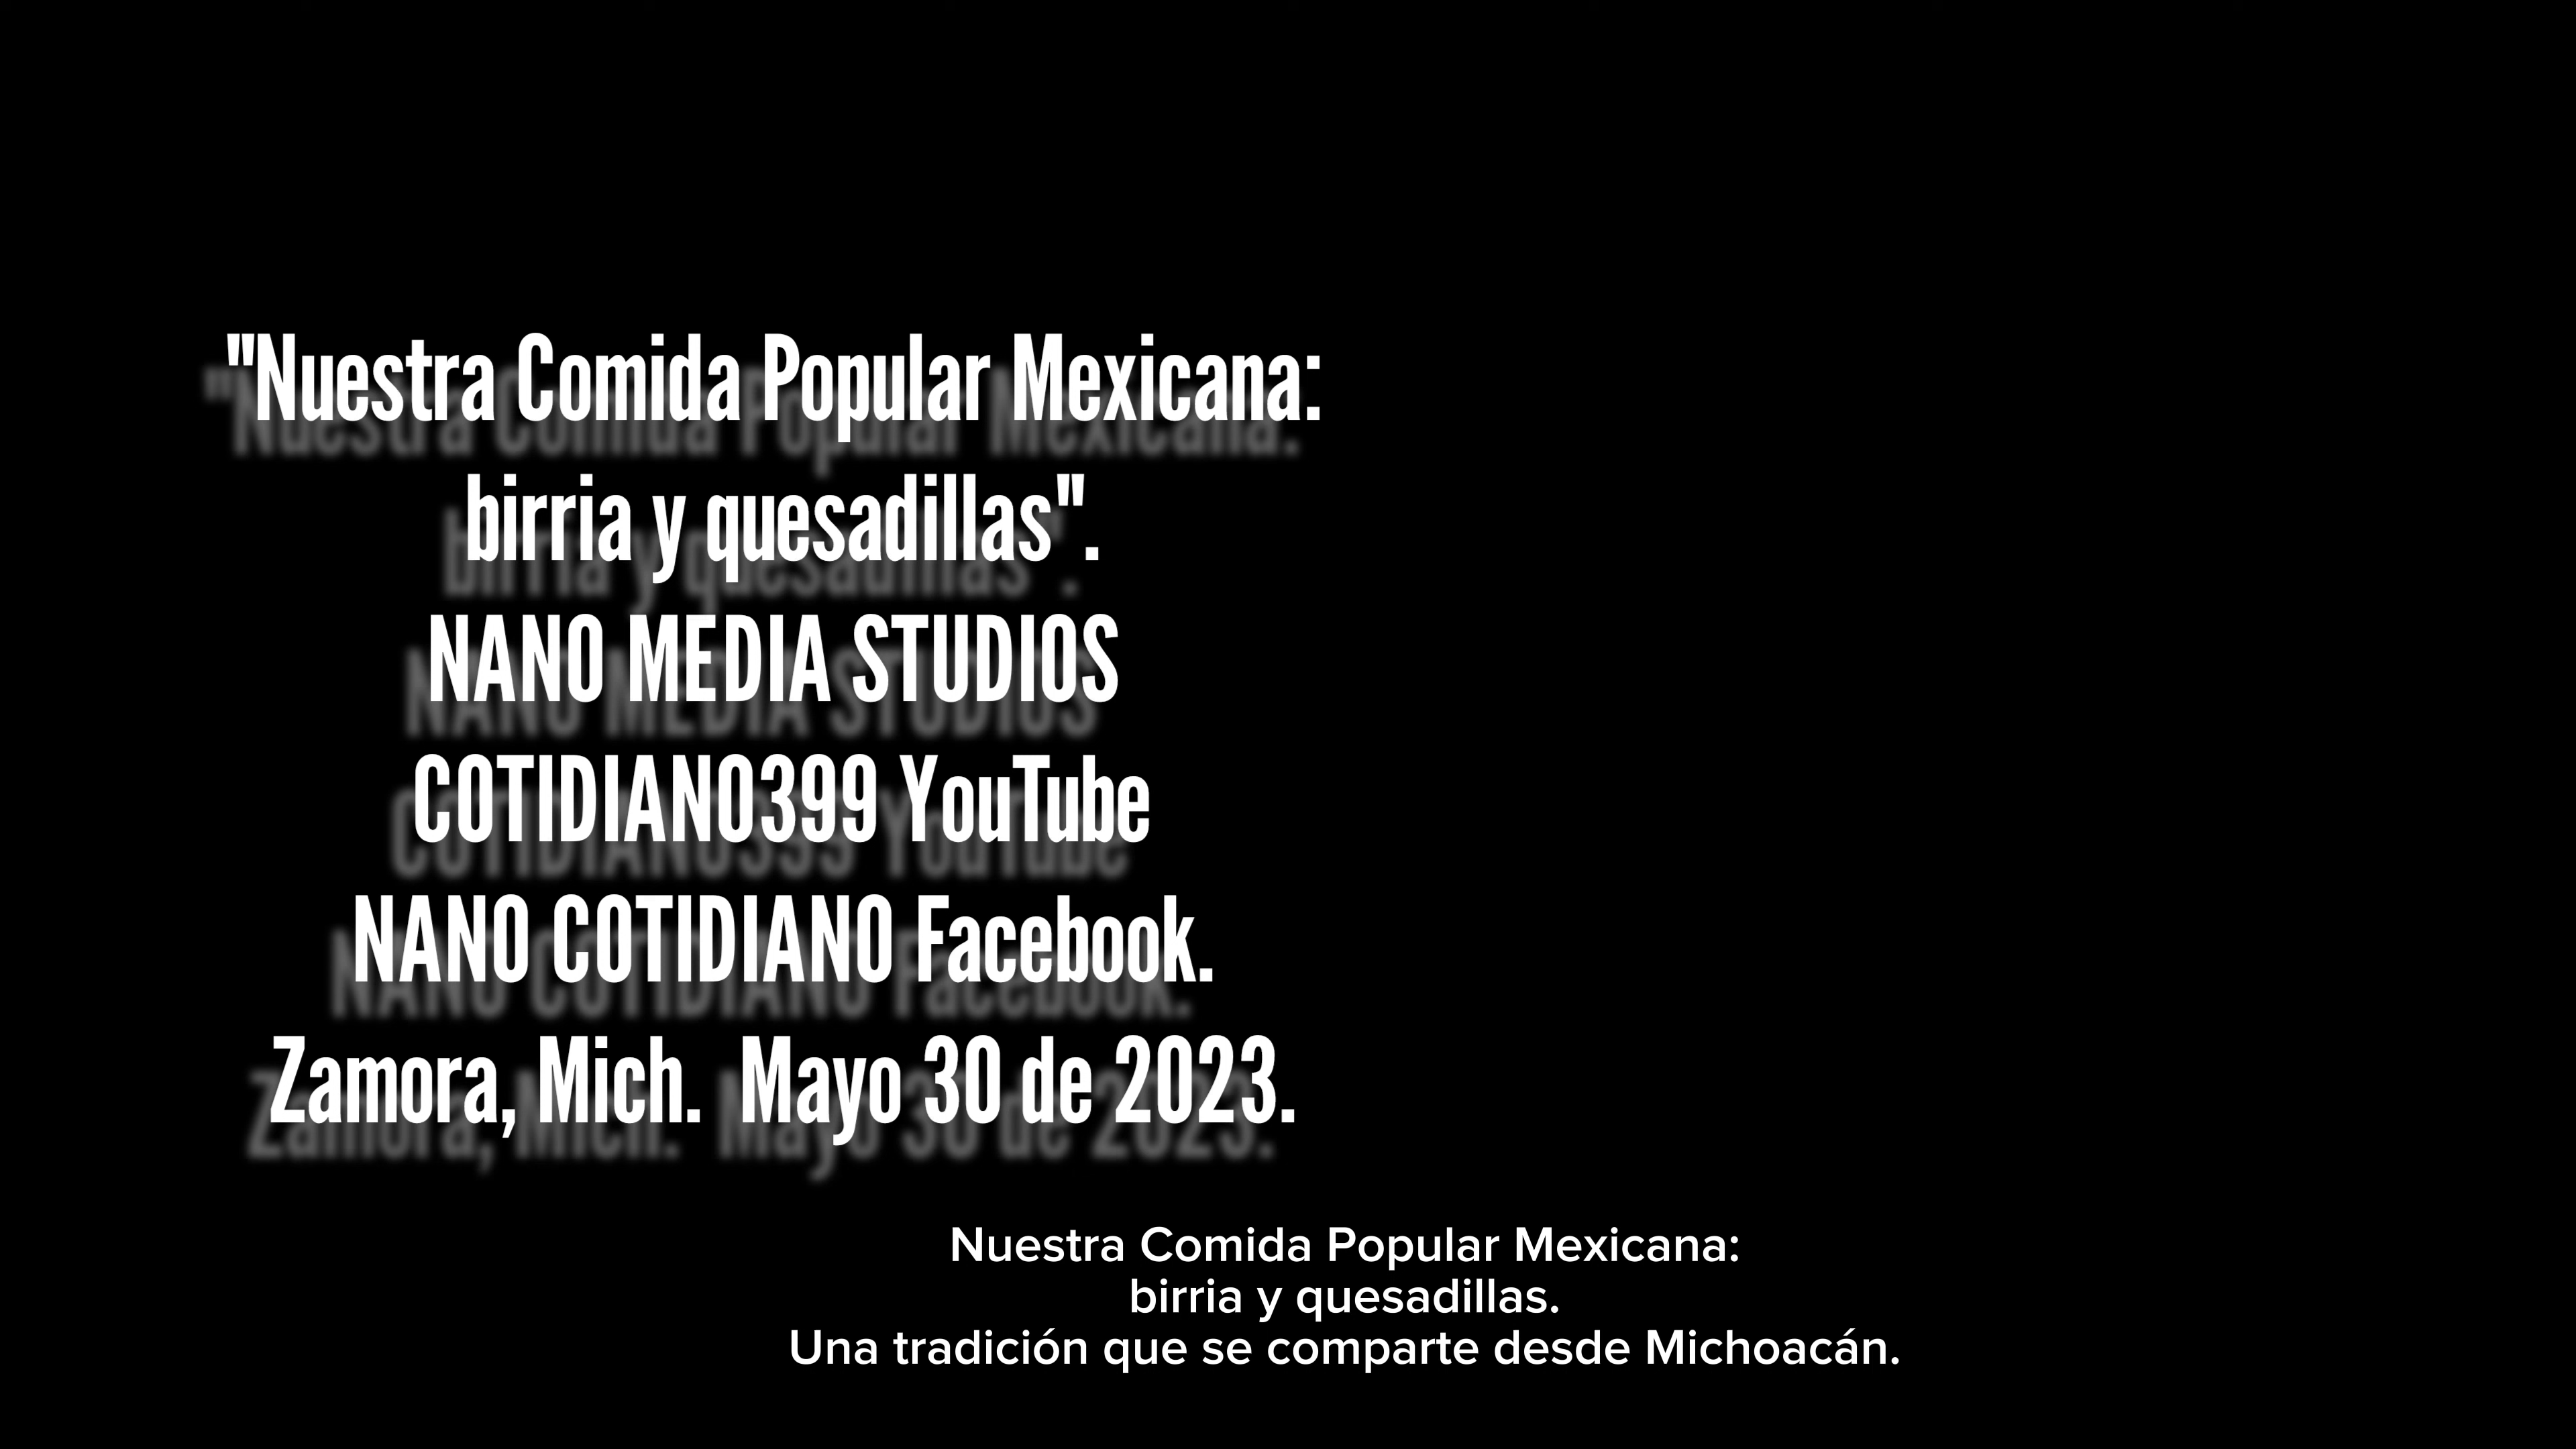 "Nuestra Comida Popular Mexicana:
birria y quesadillas".
NANO MEDIA STUDIOS
COTIDIANO399 YouTube
NANO COTIDIANO Facebook.
Zamora, Mich.  Mayo 30 de 2023.
Nuestra Comida Popular Mexicana:
birria y quesadillas.
Una tradición que se comparte desde Michoacán.